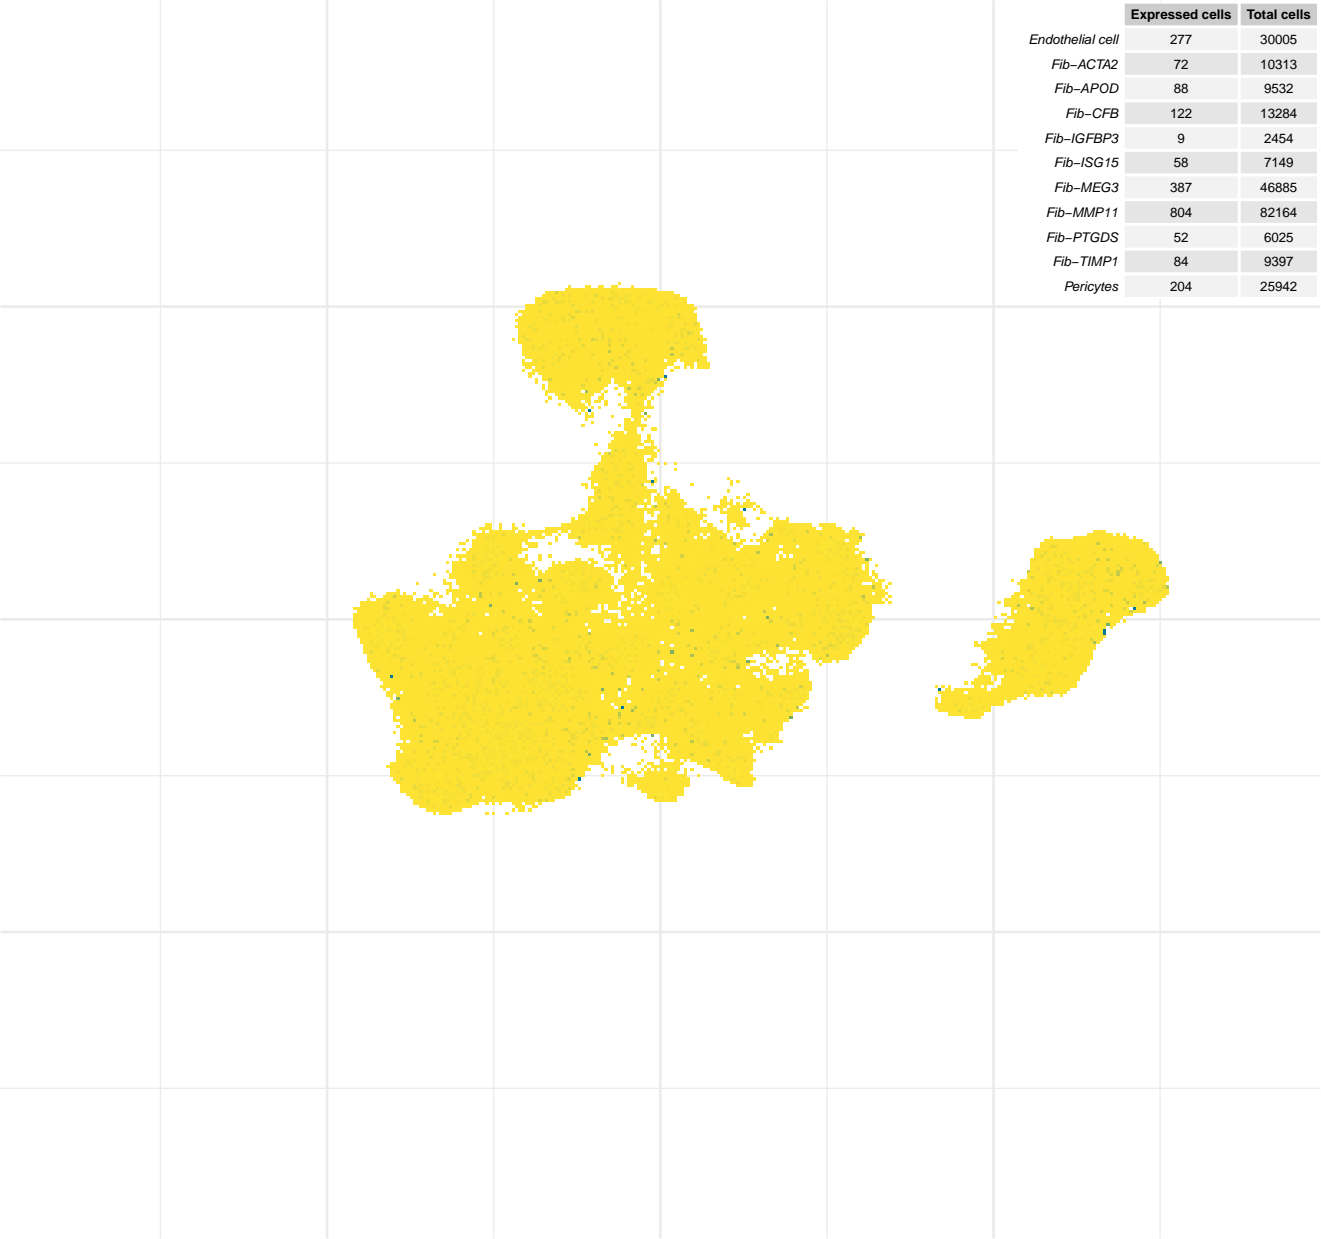 Expressed cells Total cells
Endothelial cell 277 30005
Fib−ACTA2 72 10313
Fib−APOD 88 9532
Fib−CFB 122 13284
Fib−IGFBP3 9 2454
Fib−ISG15 58 7149
Fib−MEG3 387 46885
Fib−MMP11 804 82164
Fib−PTGDS 52 6025
Fib−TIMP1 84 9397
Pericytes 204 25942